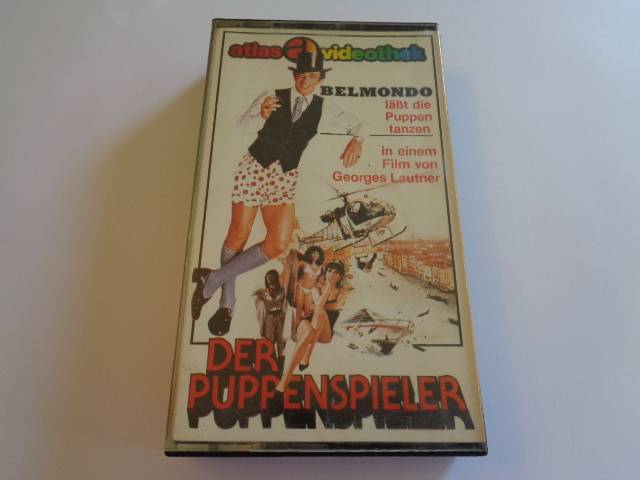 atlas videothek
BELMONDO
läßt die
Puppen
tanzen
in einem
Film von
Georges Lautner
DER
PUPPENSPIELER